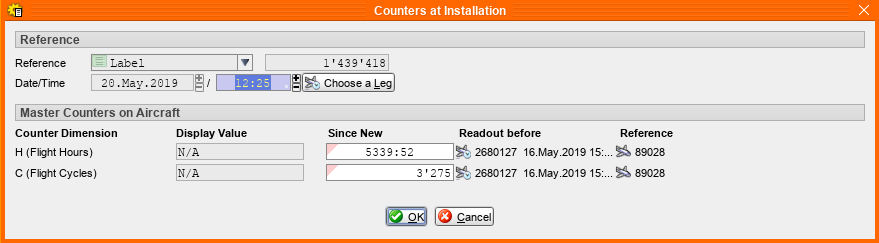 Counters at Installation
Reference
Reference Label 1'439'418
Date/Time 20.May.2019 / 12:25 Choose a Leg
Master Counters on Aircraft
Counter Dimension Display Value Since New Readout before Reference
H (Flight Hours) N/A 5339:52 2680127 16.May.2019 15:... 89028
C (Flight Cycles) N/A 3'275 2680127 16.May.2019 15:... 89028
OK Cancel